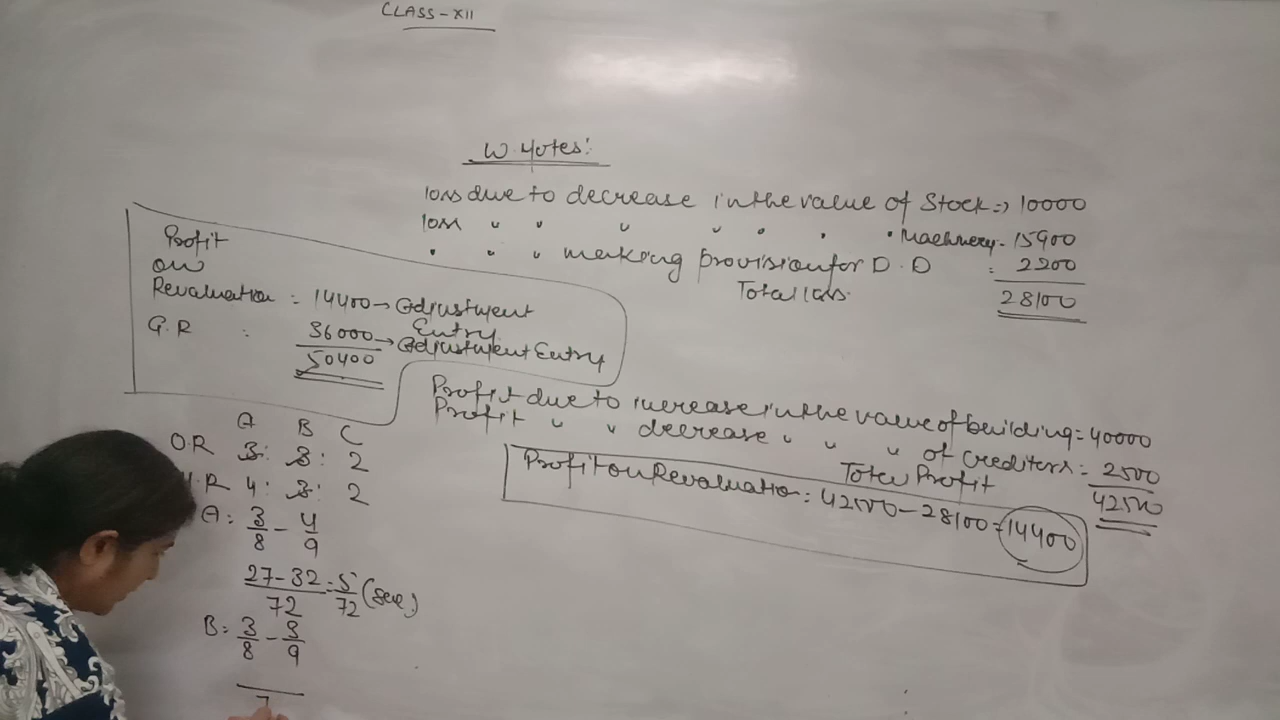 CLASS-XII
W Notes:
loss due to decrease in the value of Stock => 10000
loss " " " " " " " Machinery - 15900
" " " making provision for D.D = 2200
Total loss
28100
Profit
on
Revaluation = 14400 → Adjustment
Entry
G.R : 36000 → Adjustment Entry
50400
Profit due to increase in the value of building = 40000
Profit " " decrease " " " of crediters = 2500
Total Profit 42500
Profit on Revaluation = 42500 - 28100 = 14400
A B C
O.R 3: 3: 2
N.R 4: 3: 2
A = 3/8 - 4/9
27-32/72 = 5/72 (sac)
B = 3/8 - 3/9
7